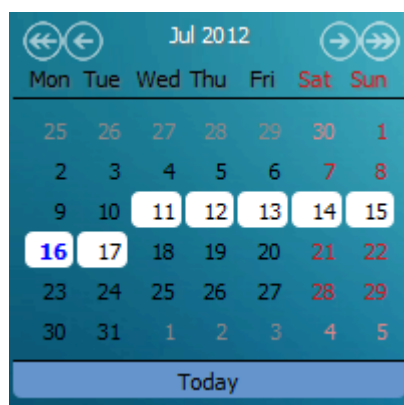 Jul 2012
Mon Tue Wed Thu Fri Sat Sun
25 26 27 28 29 30 1
2 3 4 5 6 7 8
9 10 11 12 13 14 15
16 17 18 19 20 21 22
23 24 25 26 27 28 29
30 31 1 2 3 4 5
Today